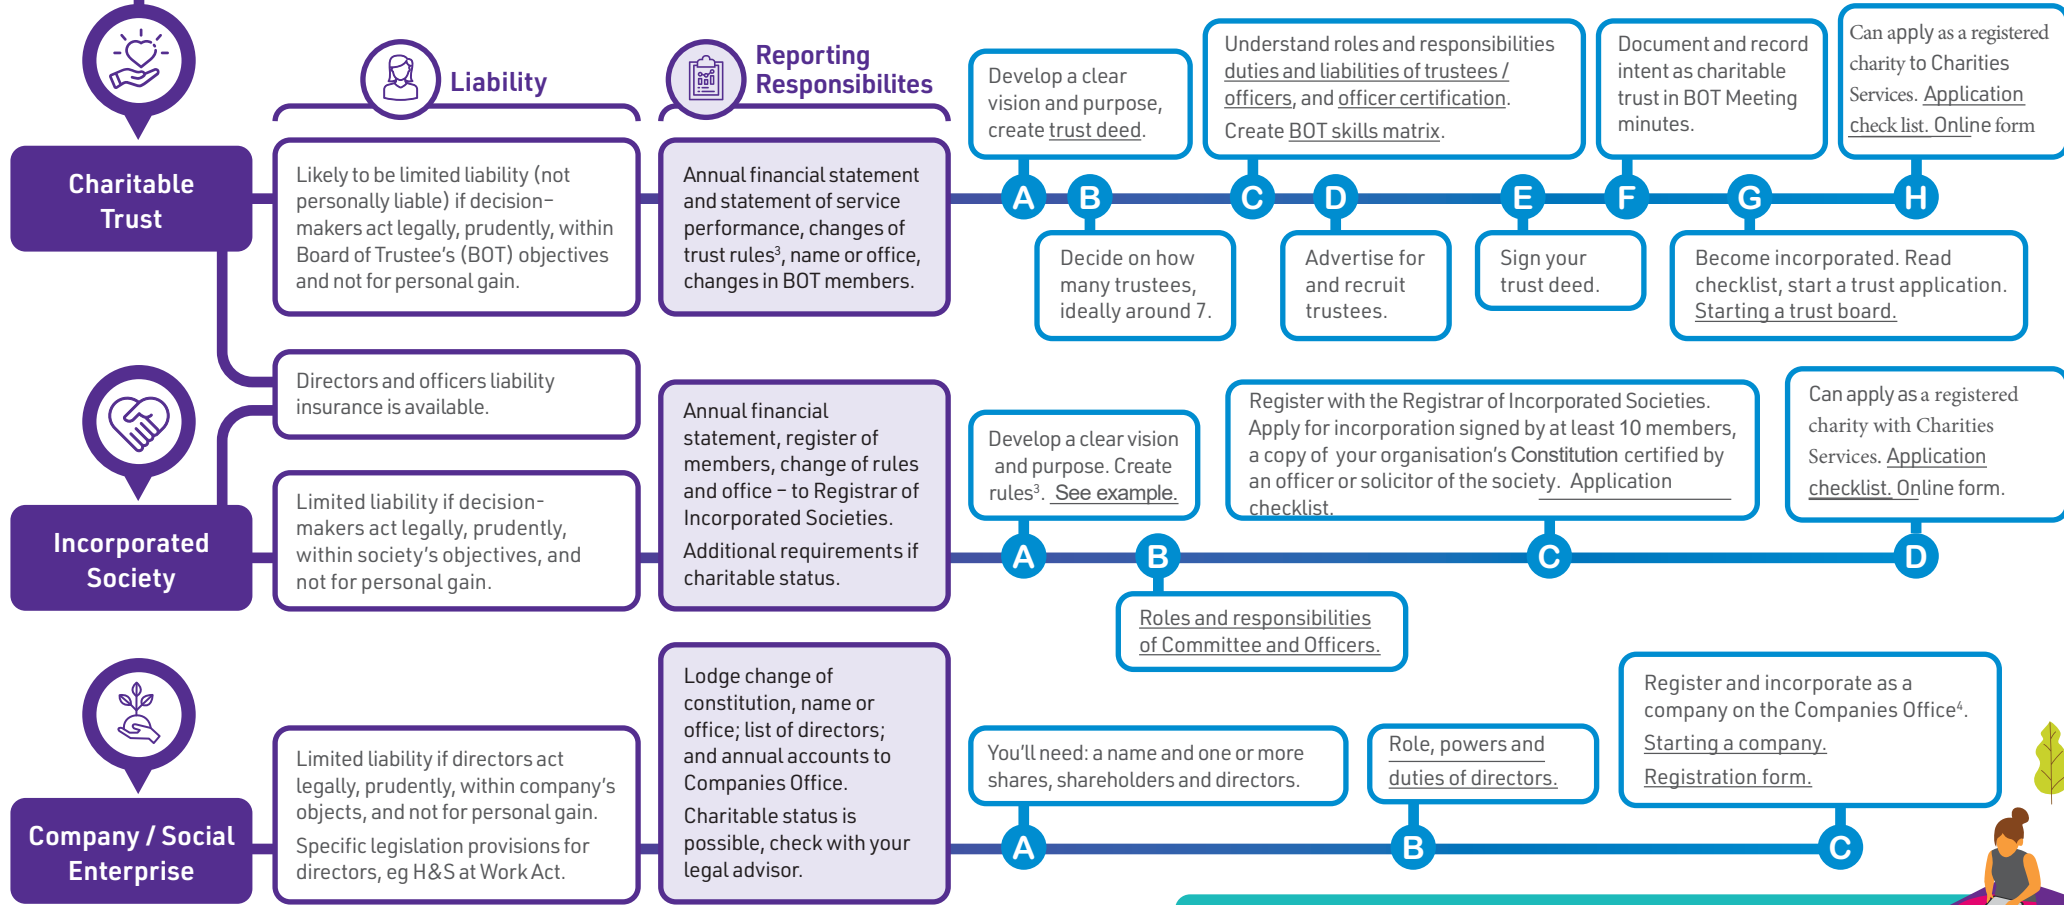 Liability
Reporting
Responsibilites
Charitable
Trust
Likely to be limited liability (not
personally liable) if decision–
makers act legally, prudently, within
Board of Trustee's (BOT) objectives
and not for personal gain.
Annual financial statement
and statement of service
performance, changes of
trust rules³, name or office,
changes in BOT members.
Develop a clear
vision and purpose,
create trust deed.
Understand roles and responsibilities
duties and liabilities of trustees /
officers, and officer certification.
Create BOT skills matrix.
Document and record
intent as charitable
trust in BOT Meeting
minutes.
Can apply as a registered
charity to Charities
Services. Application
check list. Online form
A B C D E F G H
Decide on how
many trustees,
ideally around 7.
Advertise for
and recruit
trustees.
Sign your
trust deed.
Become incorporated. Read
checklist, start a trust application.
Starting a trust board.
Directors and officers liability
insurance is available.
Incorporated
Society
Limited liability if decision-
makers act legally, prudently,
within society's objectives, and
not for personal gain.
Annual financial
statement, register of
members, change of rules
and office – to Registrar of
Incorporated Societies.
Additional requirements if
charitable status.
Develop a clear vision
and purpose. Create
rules³. See example.
Register with the Registrar of Incorporated Societies.
Apply for incorporation signed by at least 10 members,
a copy of your organisation's Constitution certified by
an officer or solicitor of the society. Application
checklist.
Can apply as a registered
charity with Charities
Services. Application
checklist. Online form.
A B C D
Roles and responsibilities
of Committee and Officers.
Company / Social
Enterprise
Limited liability if directors act
legally, prudently, within company's
objects, and not for personal gain.
Specific legislation provisions for
directors, eg H&S at Work Act.
Lodge change of
constitution, name or
office; list of directors;
and annual accounts to
Companies Office.
Charitable status is
possible, check with your
legal advisor.
You'll need: a name and one or more
shares, shareholders and directors.
Role, powers and
duties of directors.
Register and incorporate as a
company on the Companies Office⁴.
Starting a company.
Registration form.
A B C